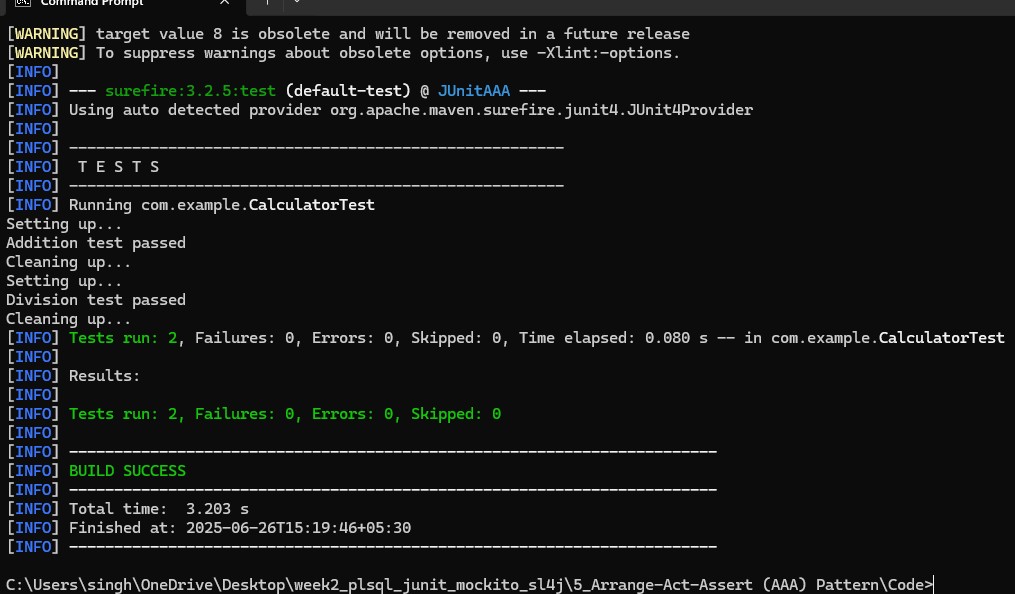 Command Prompt
[WARNING] target value 8 is obsolete and will be removed in a future release
[WARNING] To suppress warnings about obsolete options, use -Xlint:-options.
[INFO]
[INFO] --- surefire:3.2.5:test (default-test) @ JUnitAAA ---
[INFO] Using auto detected provider org.apache.maven.surefire.junit4.JUnit4Provider
[INFO]
[INFO] -------------------------------------------------------
[INFO]  T E S T S
[INFO] -------------------------------------------------------
[INFO] Running com.example.CalculatorTest
Setting up...
Addition test passed
Cleaning up...
Setting up...
Division test passed
Cleaning up...
[INFO] Tests run: 2, Failures: 0, Errors: 0, Skipped: 0, Time elapsed: 0.080 s -- in com.example.CalculatorTest
[INFO]
[INFO] Results:
[INFO]
[INFO] Tests run: 2, Failures: 0, Errors: 0, Skipped: 0
[INFO]
[INFO] ------------------------------------------------------------------------
[INFO] BUILD SUCCESS
[INFO] ------------------------------------------------------------------------
[INFO] Total time:  3.203 s
[INFO] Finished at: 2025-06-26T15:19:46+05:30
[INFO] ------------------------------------------------------------------------
C:\Users\singh\OneDrive\Desktop\week2_plsql_junit_mockito_sl4j\5_Arrange-Act-Assert (AAA) Pattern\Code>